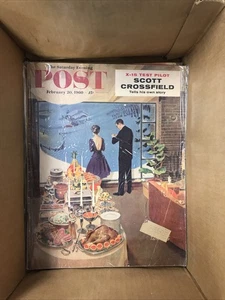 The Saturday Evening
POST
February 20, 1960 - 15¢
X-15 TEST PILOT
SCOTT
CROSSFIELD
Tells his own story